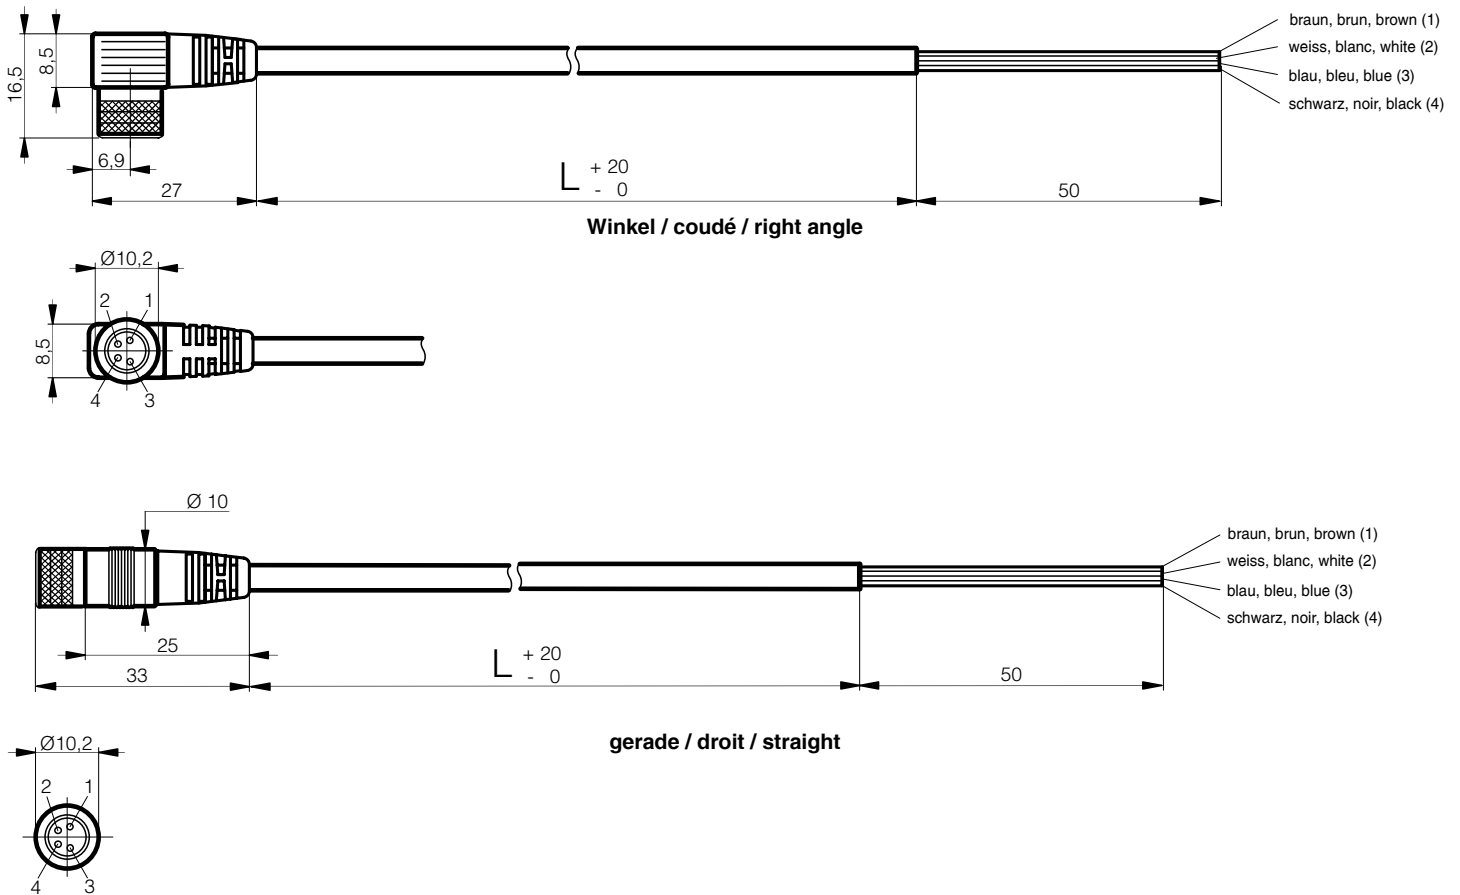 braun, brun, brown (1)
weiss, blanc, white (2)
blau, bleu, blue (3)
schwarz, noir, black (4)
16,5
8,5
6,9
27
L + 20
- 0
50
Winkel / coudé / right angle
Ø10,2
2 1
8,5
4 3
Ø 10
braun, brun, brown (1)
weiss, blanc, white (2)
blau, bleu, blue (3)
schwarz, noir, black (4)
25
33
L + 20
- 0
50
gerade / droit / straight
Ø10,2
2 1
4 3